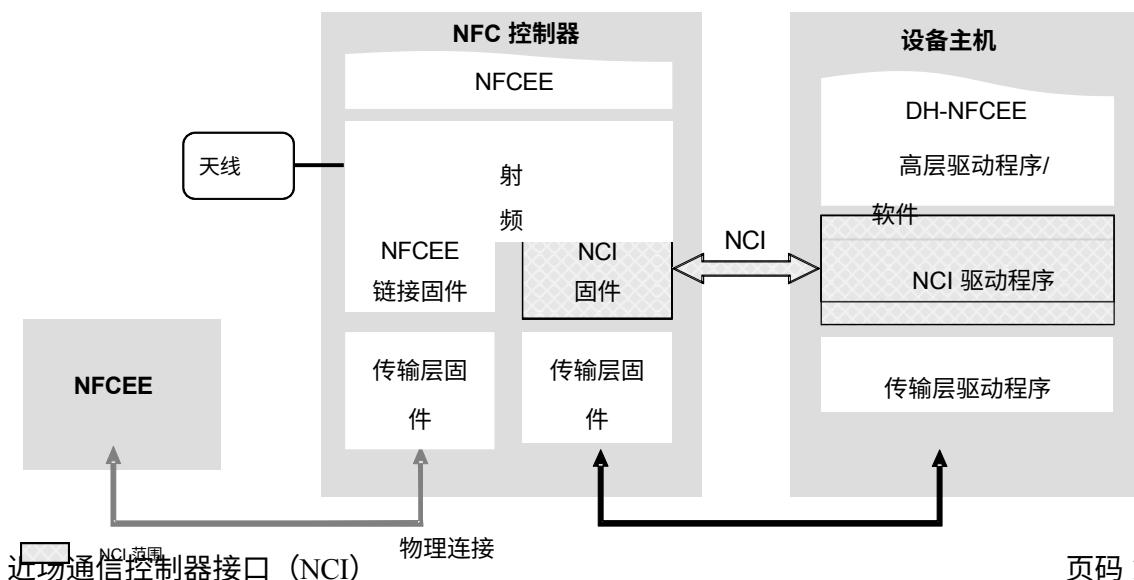 NFC 控制器
设备主机
NFCEE
DH-NFCEE
高层驱动程序/
软件
天线
射
频
NFCEE
链接固件
NCI
固件
NCI
NCI 驱动程序
NFCEE
传输层固
件
传输层固
件
传输层驱动程序
NCI 范围
物理连接
近场通信控制器接口（NCI）
页码